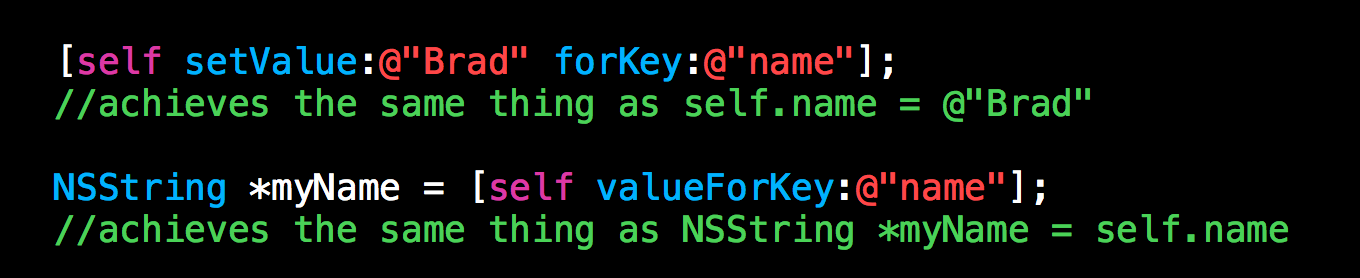 [self setValue:@"Brad" forKey:@"name"];
//achieves the same thing as self.name = @"Brad"
NSString *myName = [self valueForKey:@"name"];
//achieves the same thing as NSString *myName = self.name